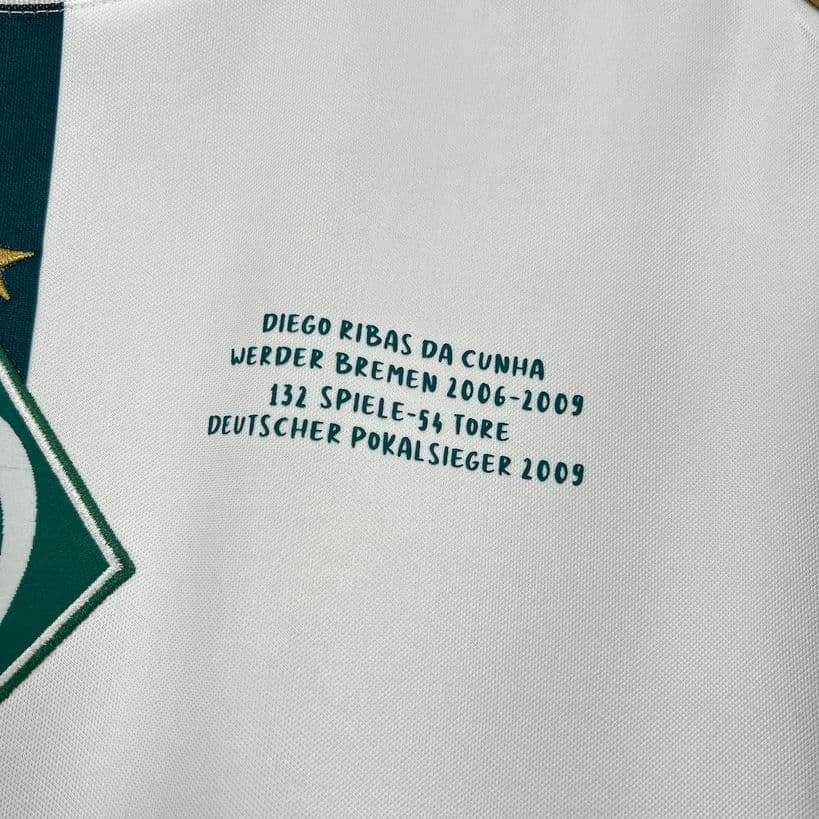 DIEGO RIBAS DA CUNHA
WERDER BREMEN 2006-2009
132 SPIELE-54 TORE
DEUTSCHER POKALSIEGER 2009